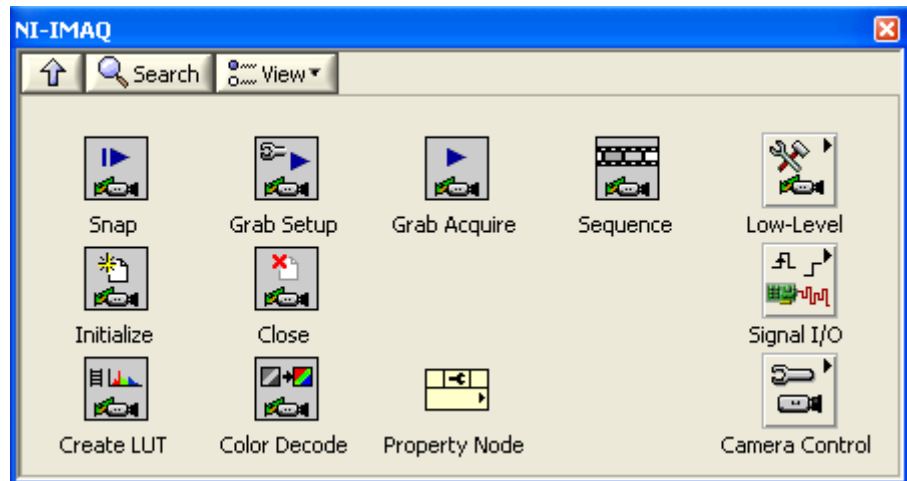 NI-IMAQ
Search View
Snap Grab Setup Grab Acquire Sequence Low-Level
Initialize Close Signal I/O
Create LUT Color Decode Property Node Camera Control